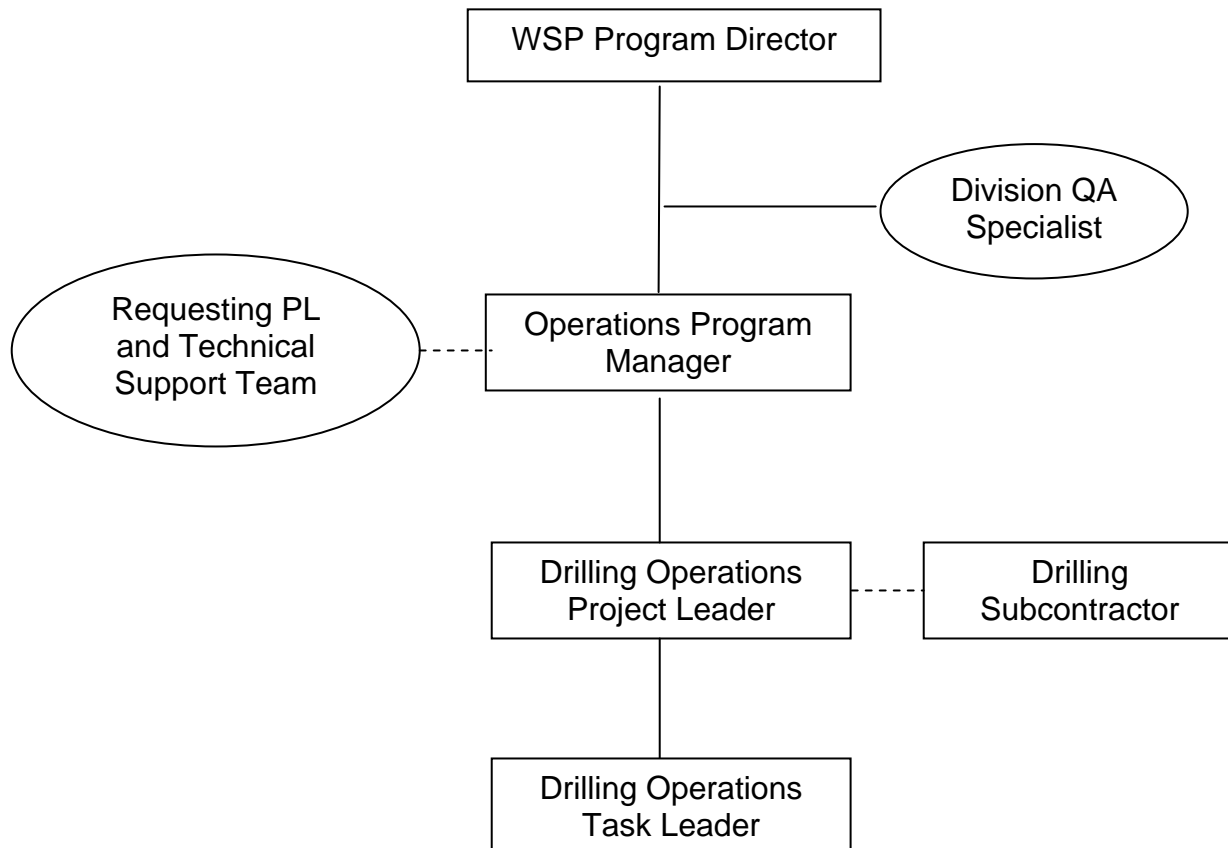 WSP Program Director
Division QA
Specialist
Requesting PL
and Technical
Support Team
Operations Program
Manager
Drilling Operations
Project Leader
Drilling
Subcontractor
Drilling Operations
Task Leader